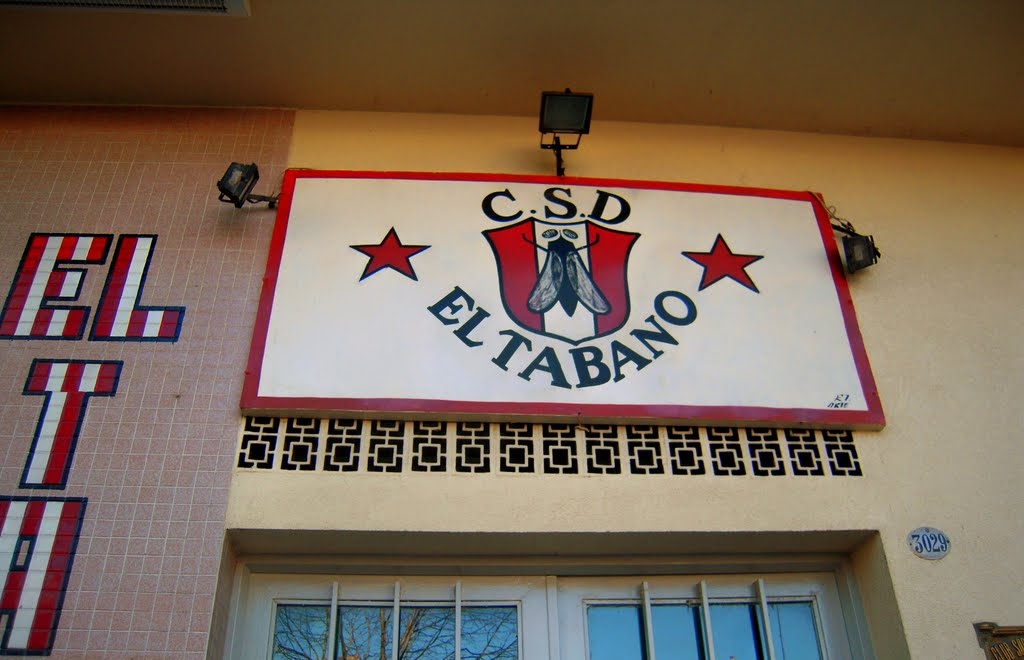 C.S.D
EL TABANO
EL
T
A
3029